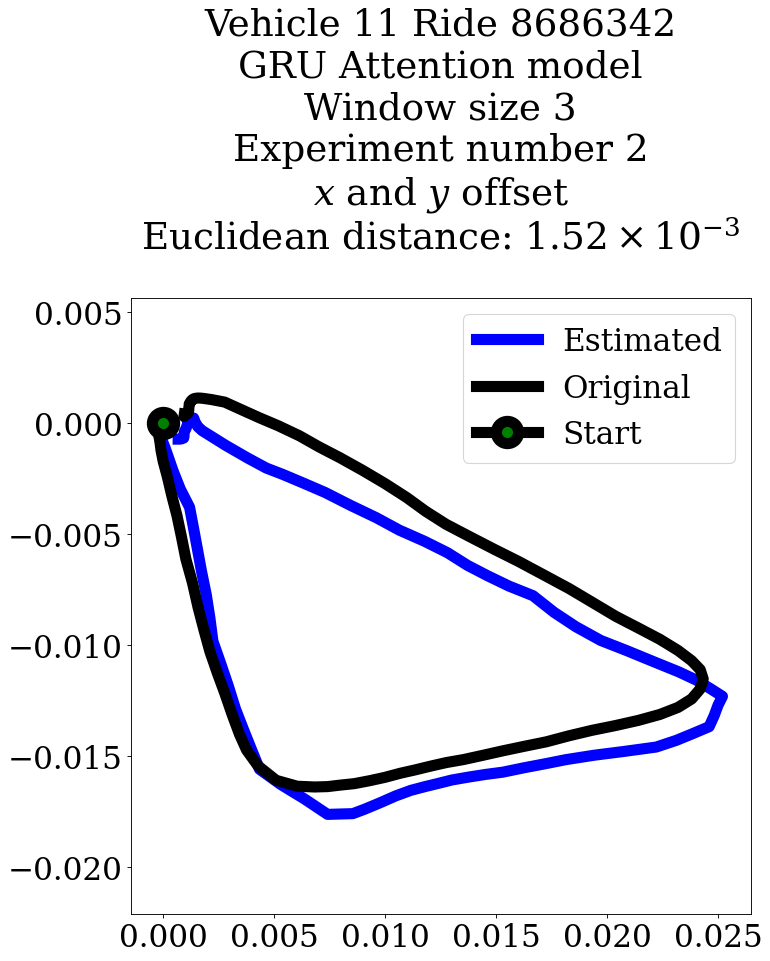 Vehicle 11 Ride 8686342
GRU Attention model
Window size 3
Experiment number 2
x and y offset
Euclidean distance: 1.52 × 10⁻³
0.005
0.000
−0.005
−0.010
−0.015
−0.020
Estimated
Original
Start
0.000 0.005 0.010 0.015 0.020 0.025